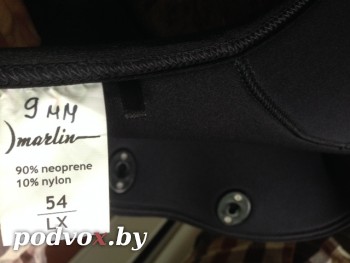 9 мм
marlin
90% neoprene
10% nylon
54
LX
podvox.by